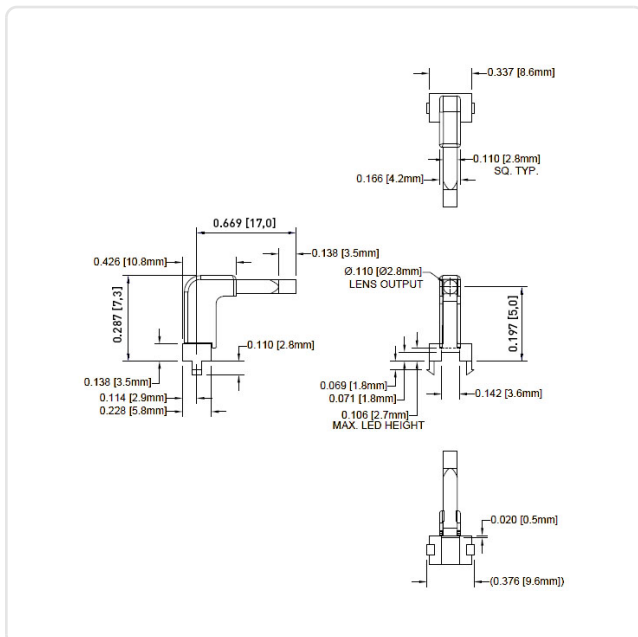 0.337 [8.6mm]
0.110 [2.8mm]
SQ. TYP.
0.166 [4.2mm]
0.669 [17,0]
0.138 [3.5mm]
0.426 [10.8mm]
0.287 [7,3]
0.110 [2.8mm]
0.138 [3.5mm]
0.114 [2.9mm]
0.228 [5.8mm]
Ø.110 [Ø2.8mm]
LENS OUTPUT
0.197 [5,0]
0.069 [1.8mm]
0.071 [1.8mm]
0.142 [3.6mm]
0.106 [2.7mm]
MAX. LED HEIGHT
0.020 [0.5mm]
(0.376 [9.6mm])